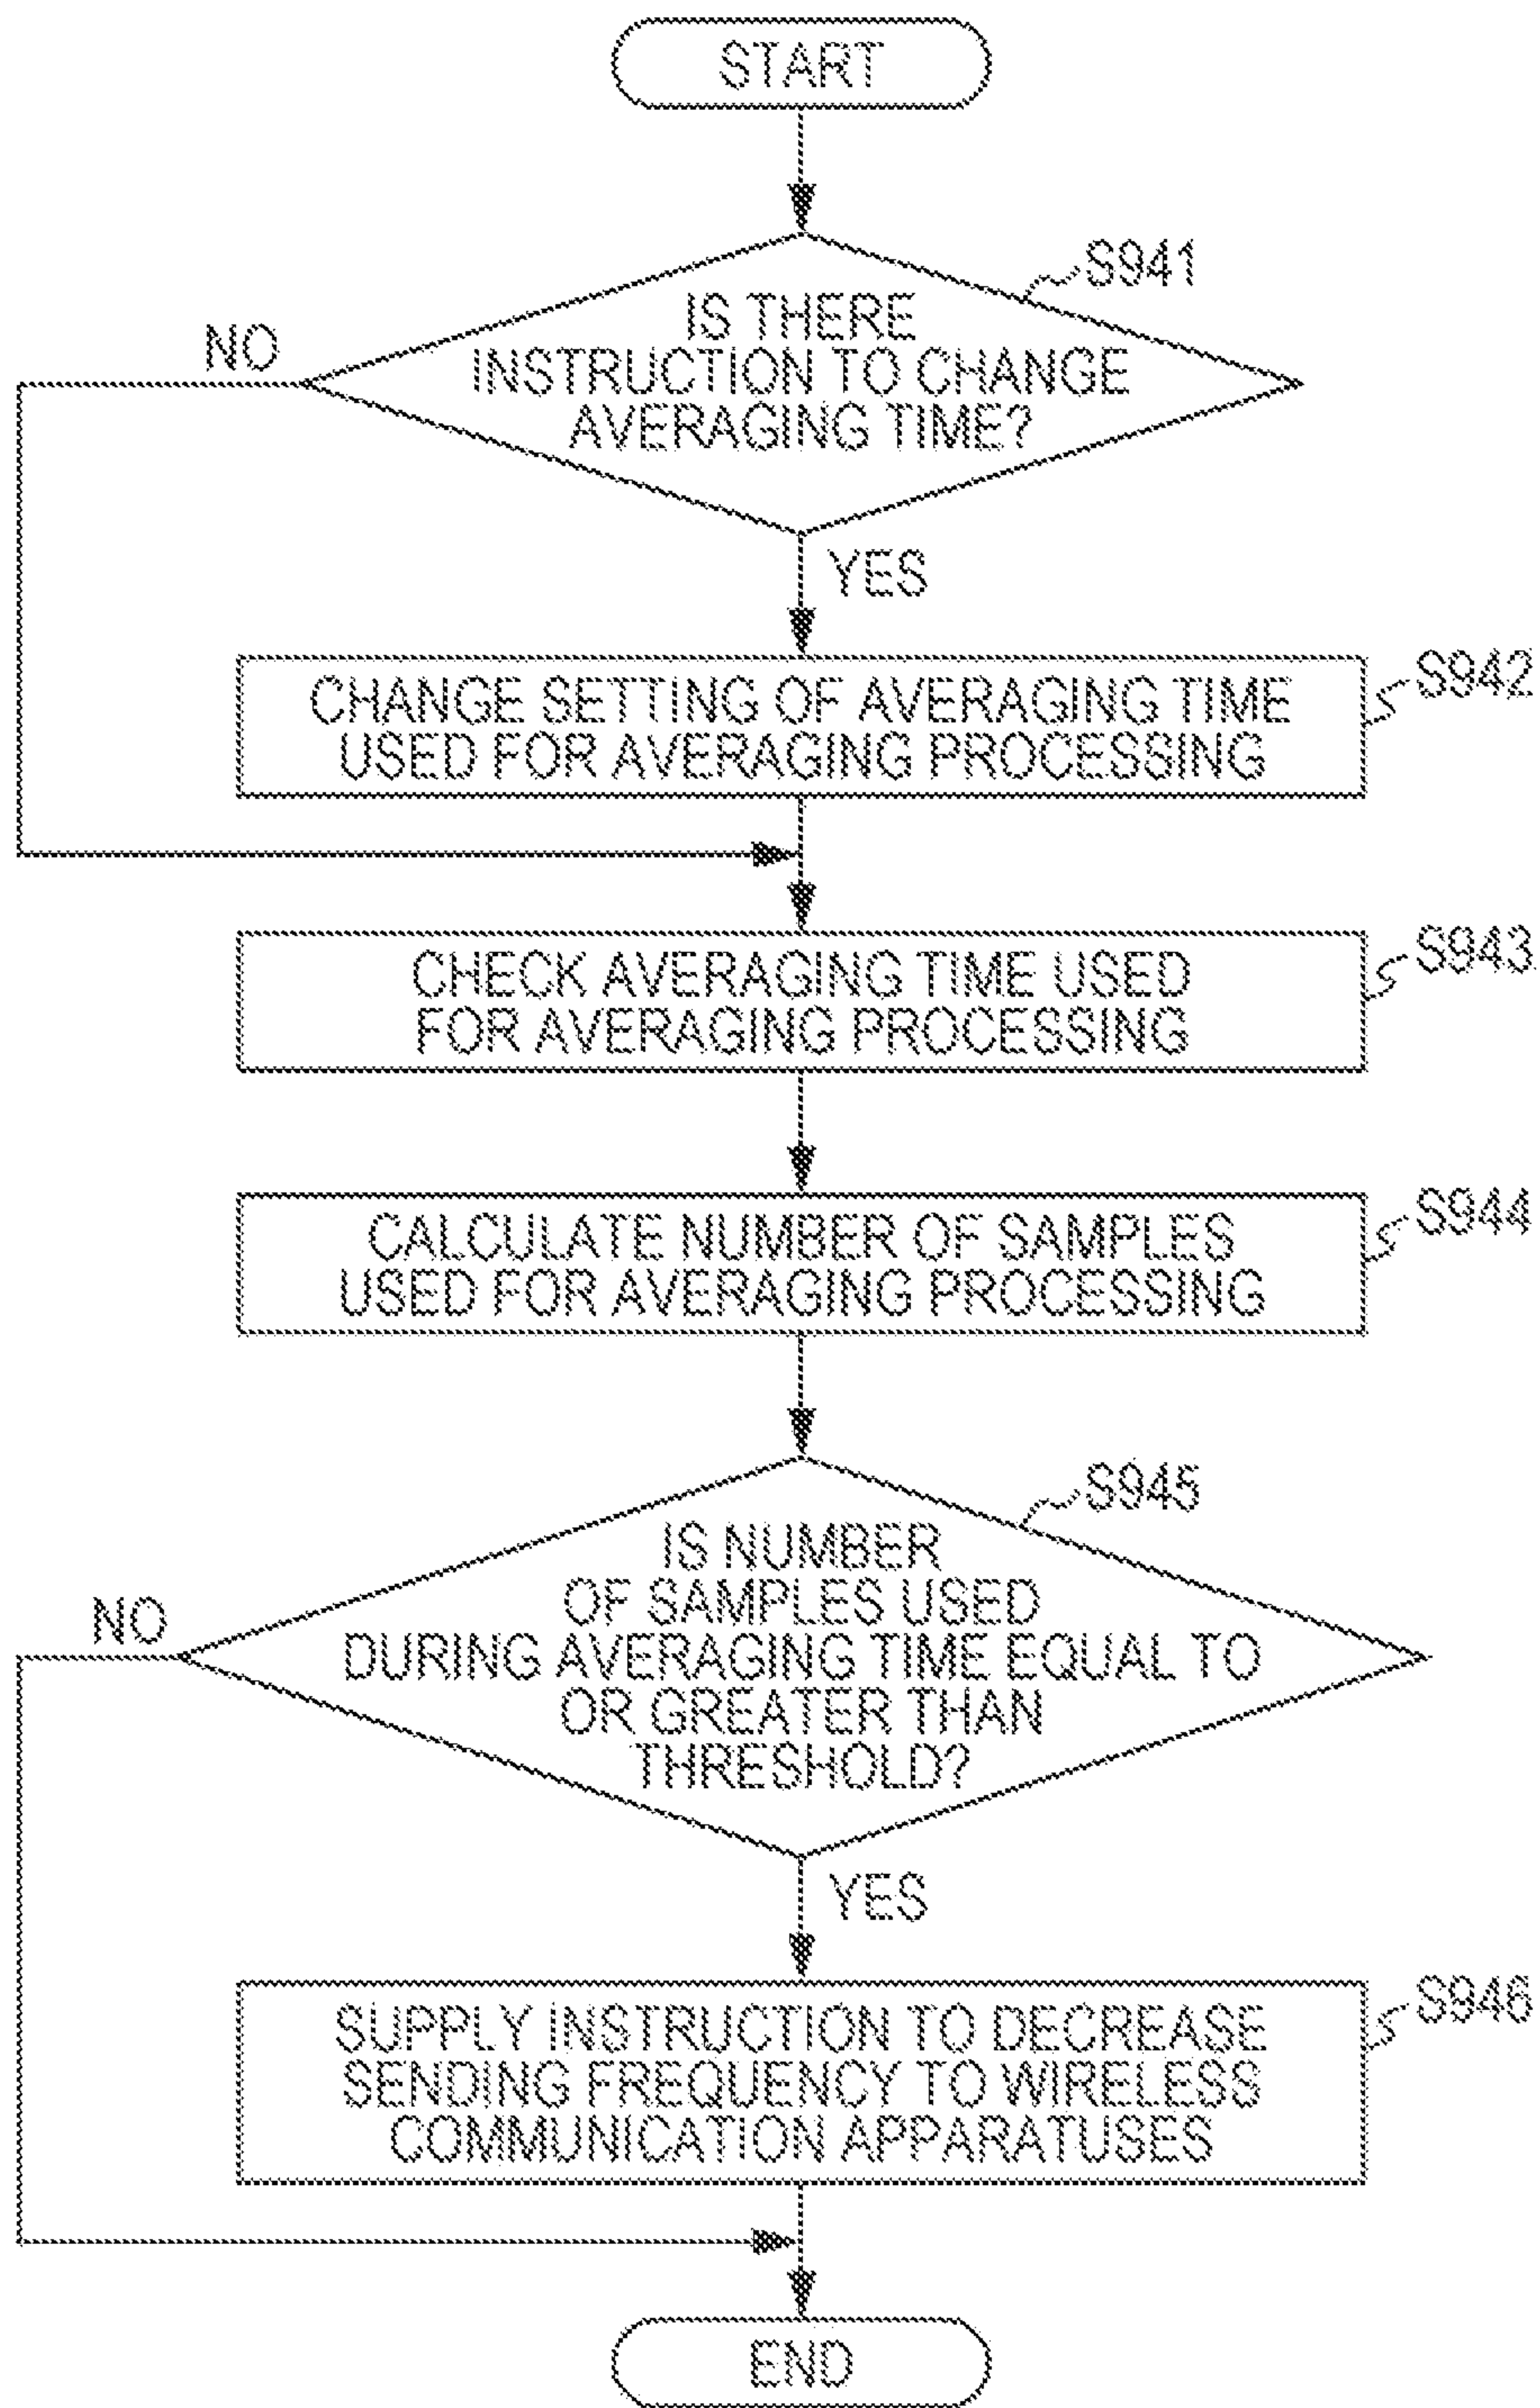 START
S941
IS THERE
NO
INSTRUCTION TO CHANGE
AVERAGING TIME?
YES
S942
CHANGE SETTING OF AVERAGING TIME
USED FOR AVERAGING PROCESSING
S943
CHECK AVERAGING TIME USED
FOR AVERAGING PROCESSING
S944
CALCULATE NUMBER OF SAMPLES
USED FOR AVERAGING PROCESSING
S945
IS NUMBER
OF SAMPLES USED
NO
DURING AVERAGING TIME EQUAL TO
OR GREATER THAN
THRESHOLD?
YES
S946
SUPPLY INSTRUCTION TO DECREASE
SENDING FREQUENCY TO WIRELESS
COMMUNICATION APPARATUSES
END